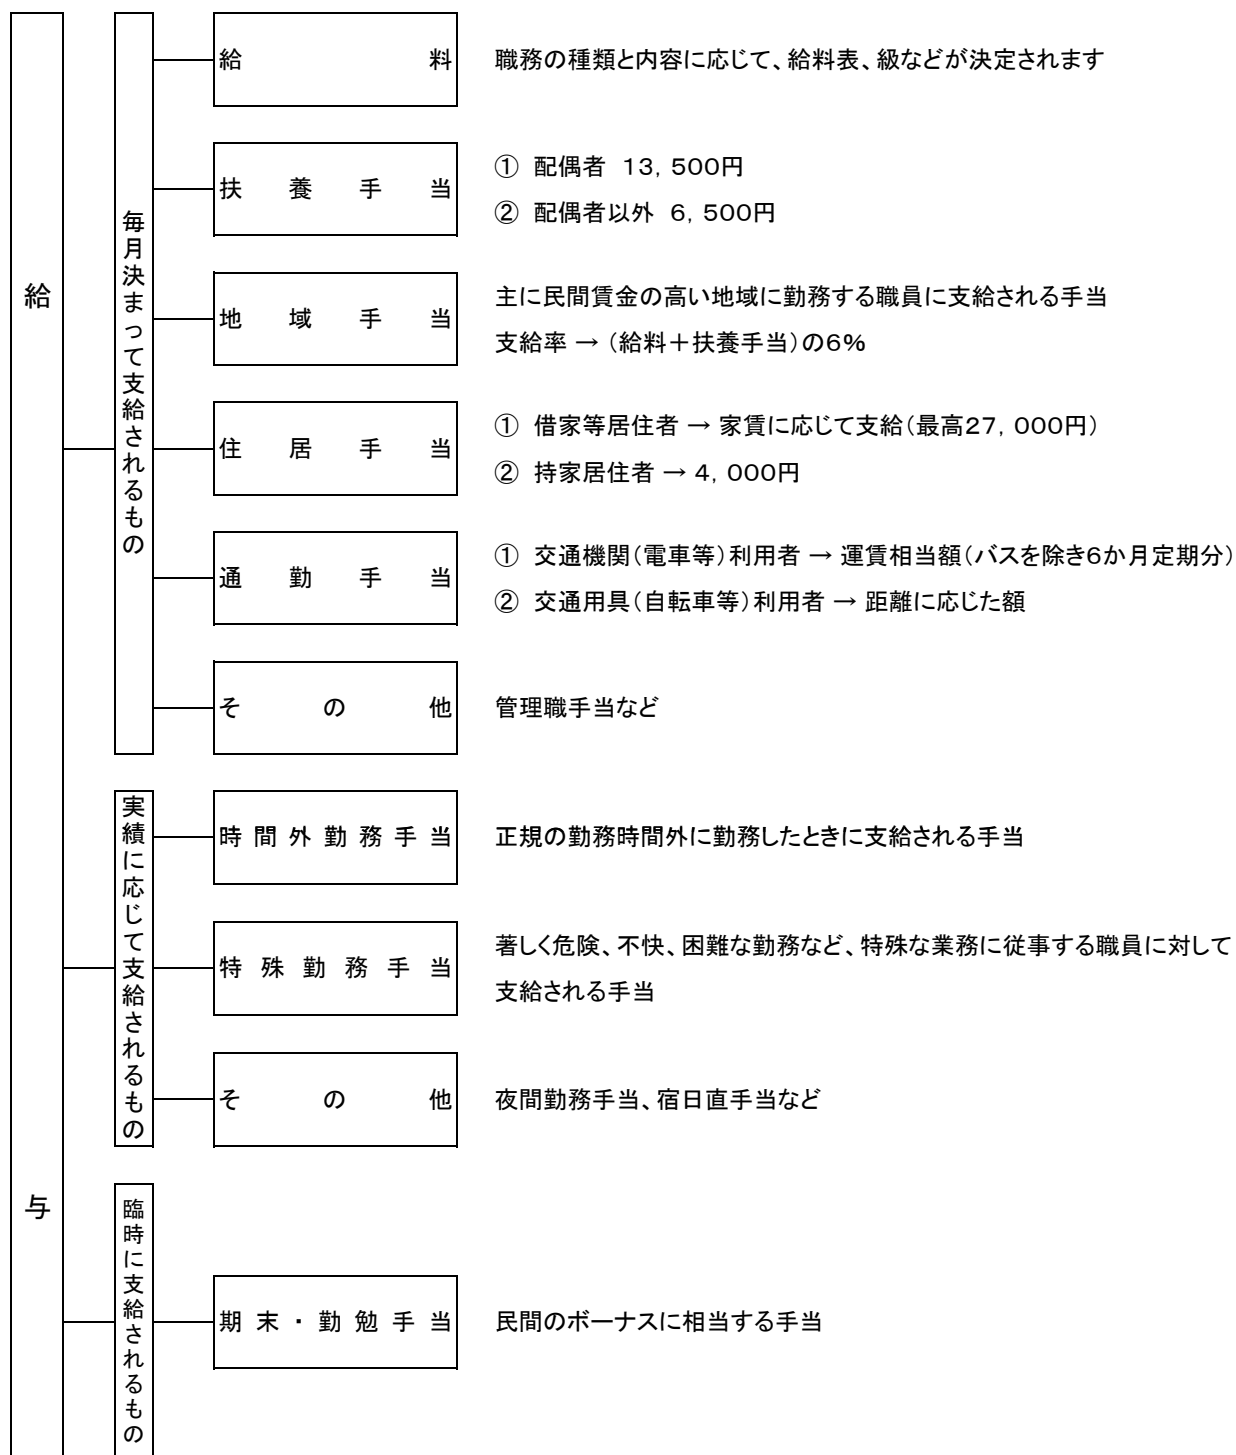 給与
毎月決まって支給されるもの
給料
職務の種類と内容に応じて、給料表、級などが決定されます
扶養手当
① 配偶者 13,500円
② 配偶者以外 6,500円
地域手当
主に民間賃金の高い地域に勤務する職員に支給される手当
支給率 → (給料+扶養手当)の6%
住居手当
① 借家等居住者 → 家賃に応じて支給(最高27,000円)
② 持家居住者 → 4,000円
通勤手当
① 交通機関(電車等)利用者 → 運賃相当額(バスを除き6か月定期分)
② 交通用具(自転車等)利用者 → 距離に応じた額
その他
管理職手当など
実績に応じて支給されるもの
時間外勤務手当
正規の勤務時間外に勤務したときに支給される手当
特殊勤務手当
著しく危険、不快、困難な勤務など、特殊な業務に従事する職員に対して
支給される手当
その他
夜間勤務手当、宿日直手当など
臨時に支給されるもの
期末・勤勉手当
民間のボーナスに相当する手当